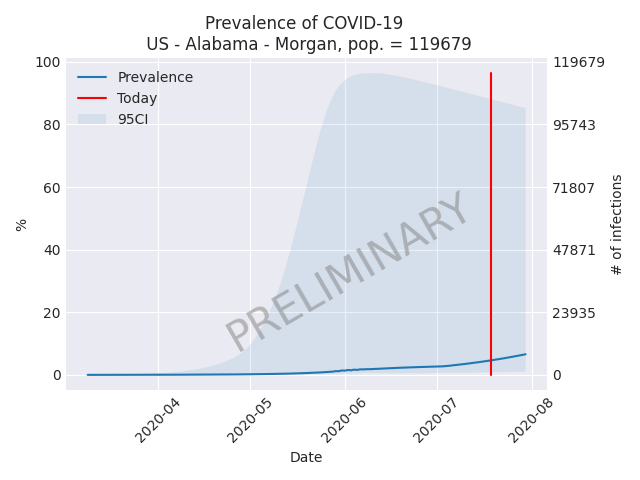 Prevalence of COVID-19
US - Alabama - Morgan, pop. = 119679
Prevalence
Today
95CI
100
80
60
40
20
0
119679
95743
71807
47871
23935
0
%
# of infections
PRELIMINARY
2020-04
2020-05
2020-06
2020-07
2020-08
Date